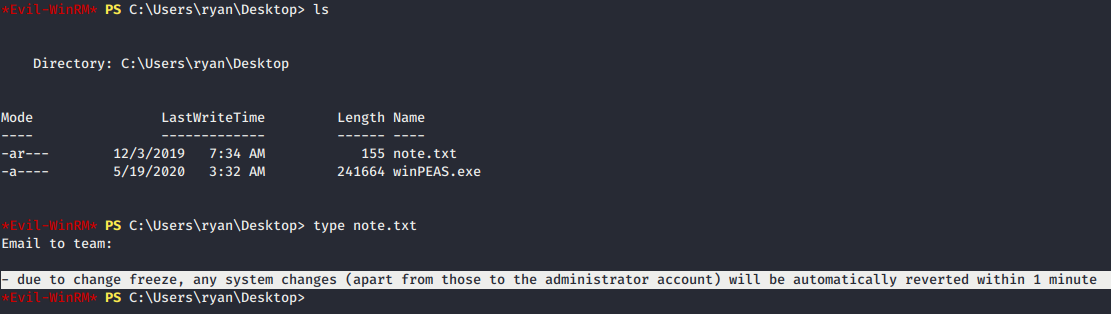 *Evil-WinRM* PS C:\Users\ryan\Desktop> ls
Directory: C:\Users\ryan\Desktop
Mode LastWriteTime Length Name
---- ------------- ------ ----
-ar--- 12/3/2019 7:34 AM 155 note.txt
-a---- 5/19/2020 3:32 AM 241664 winPEAS.exe
*Evil-WinRM* PS C:\Users\ryan\Desktop> type note.txt
Email to team:
- due to change freeze, any system changes (apart from those to the administrator account) will be automatically reverted within 1 minute
*Evil-WinRM* PS C:\Users\ryan\Desktop>